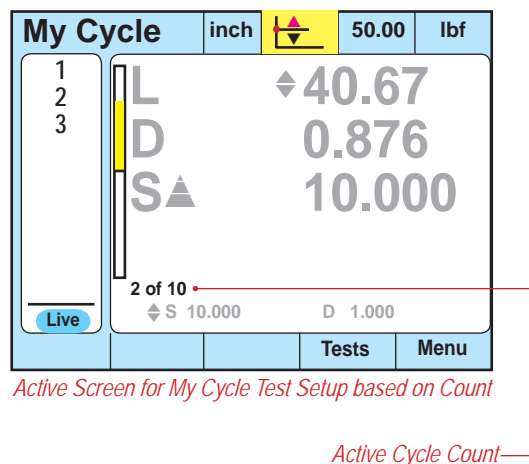 My Cycle inch 50.00 lbf
1
2
3
L 40.67
D 0.876
S 10.000
2 of 10
S 10.000 D 1.000
Live
Tests Menu
Active Screen for My Cycle Test Setup based on Count
Active Cycle Count